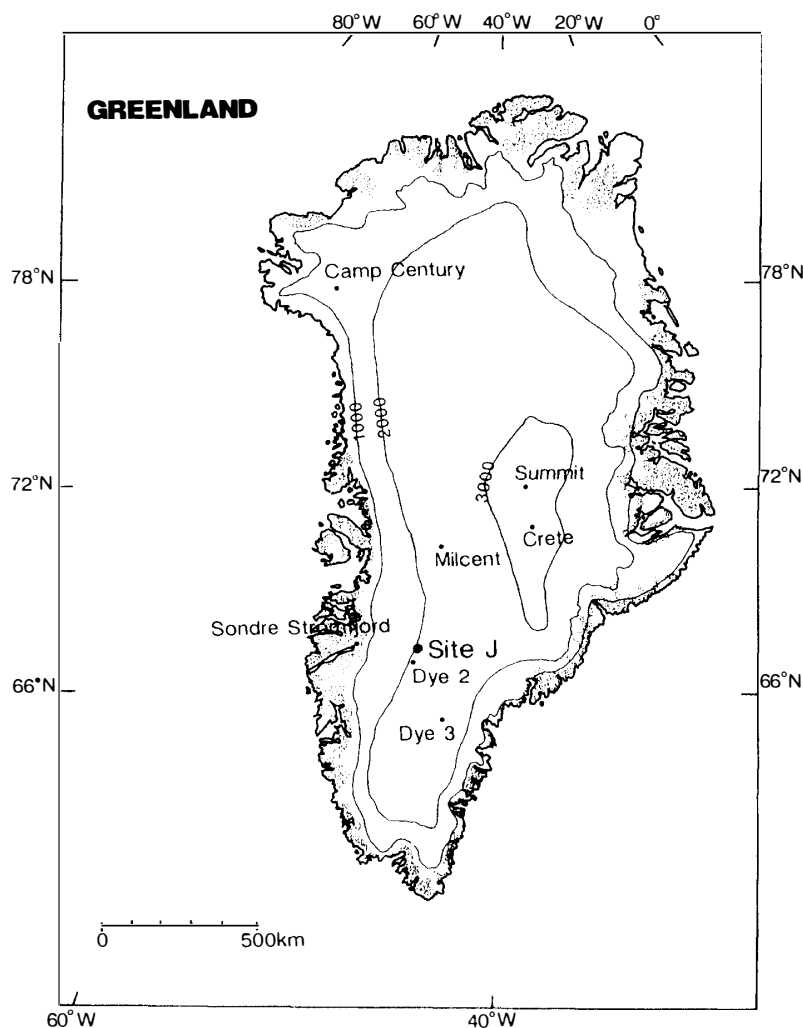 80°W 60°W 40°W 20°W 0°
GREENLAND
78°N
Camp Century
78°N
1000
2000
3000
72°N
Summit
72°N
Crete
Milcent
Sondre Stromfjord
Site J
66°N
Dye 2
66°N
Dye 3
0 500km
60°W 40°W